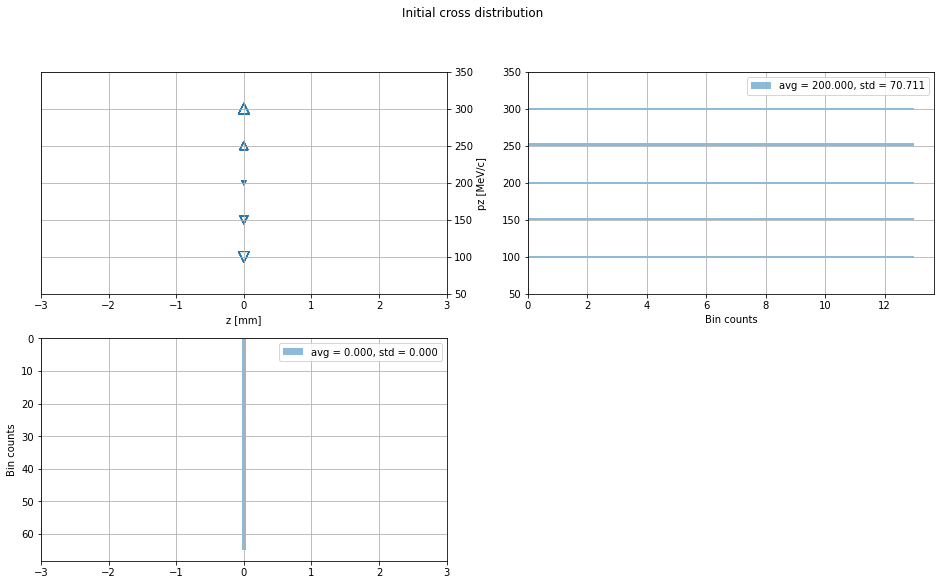 Initial cross distribution
350
300
250
200
150
100
50
pz [MeV/c]
−3 −2 −1 0 1 2 3
z [mm]
avg = 200.000, std = 70.711
350
300
250
200
150
100
50
0 2 4 6 8 10 12
Bin counts
avg = 0.000, std = 0.000
0
10
20
30
40
50
60
Bin counts
−3 −2 −1 0 1 2 3